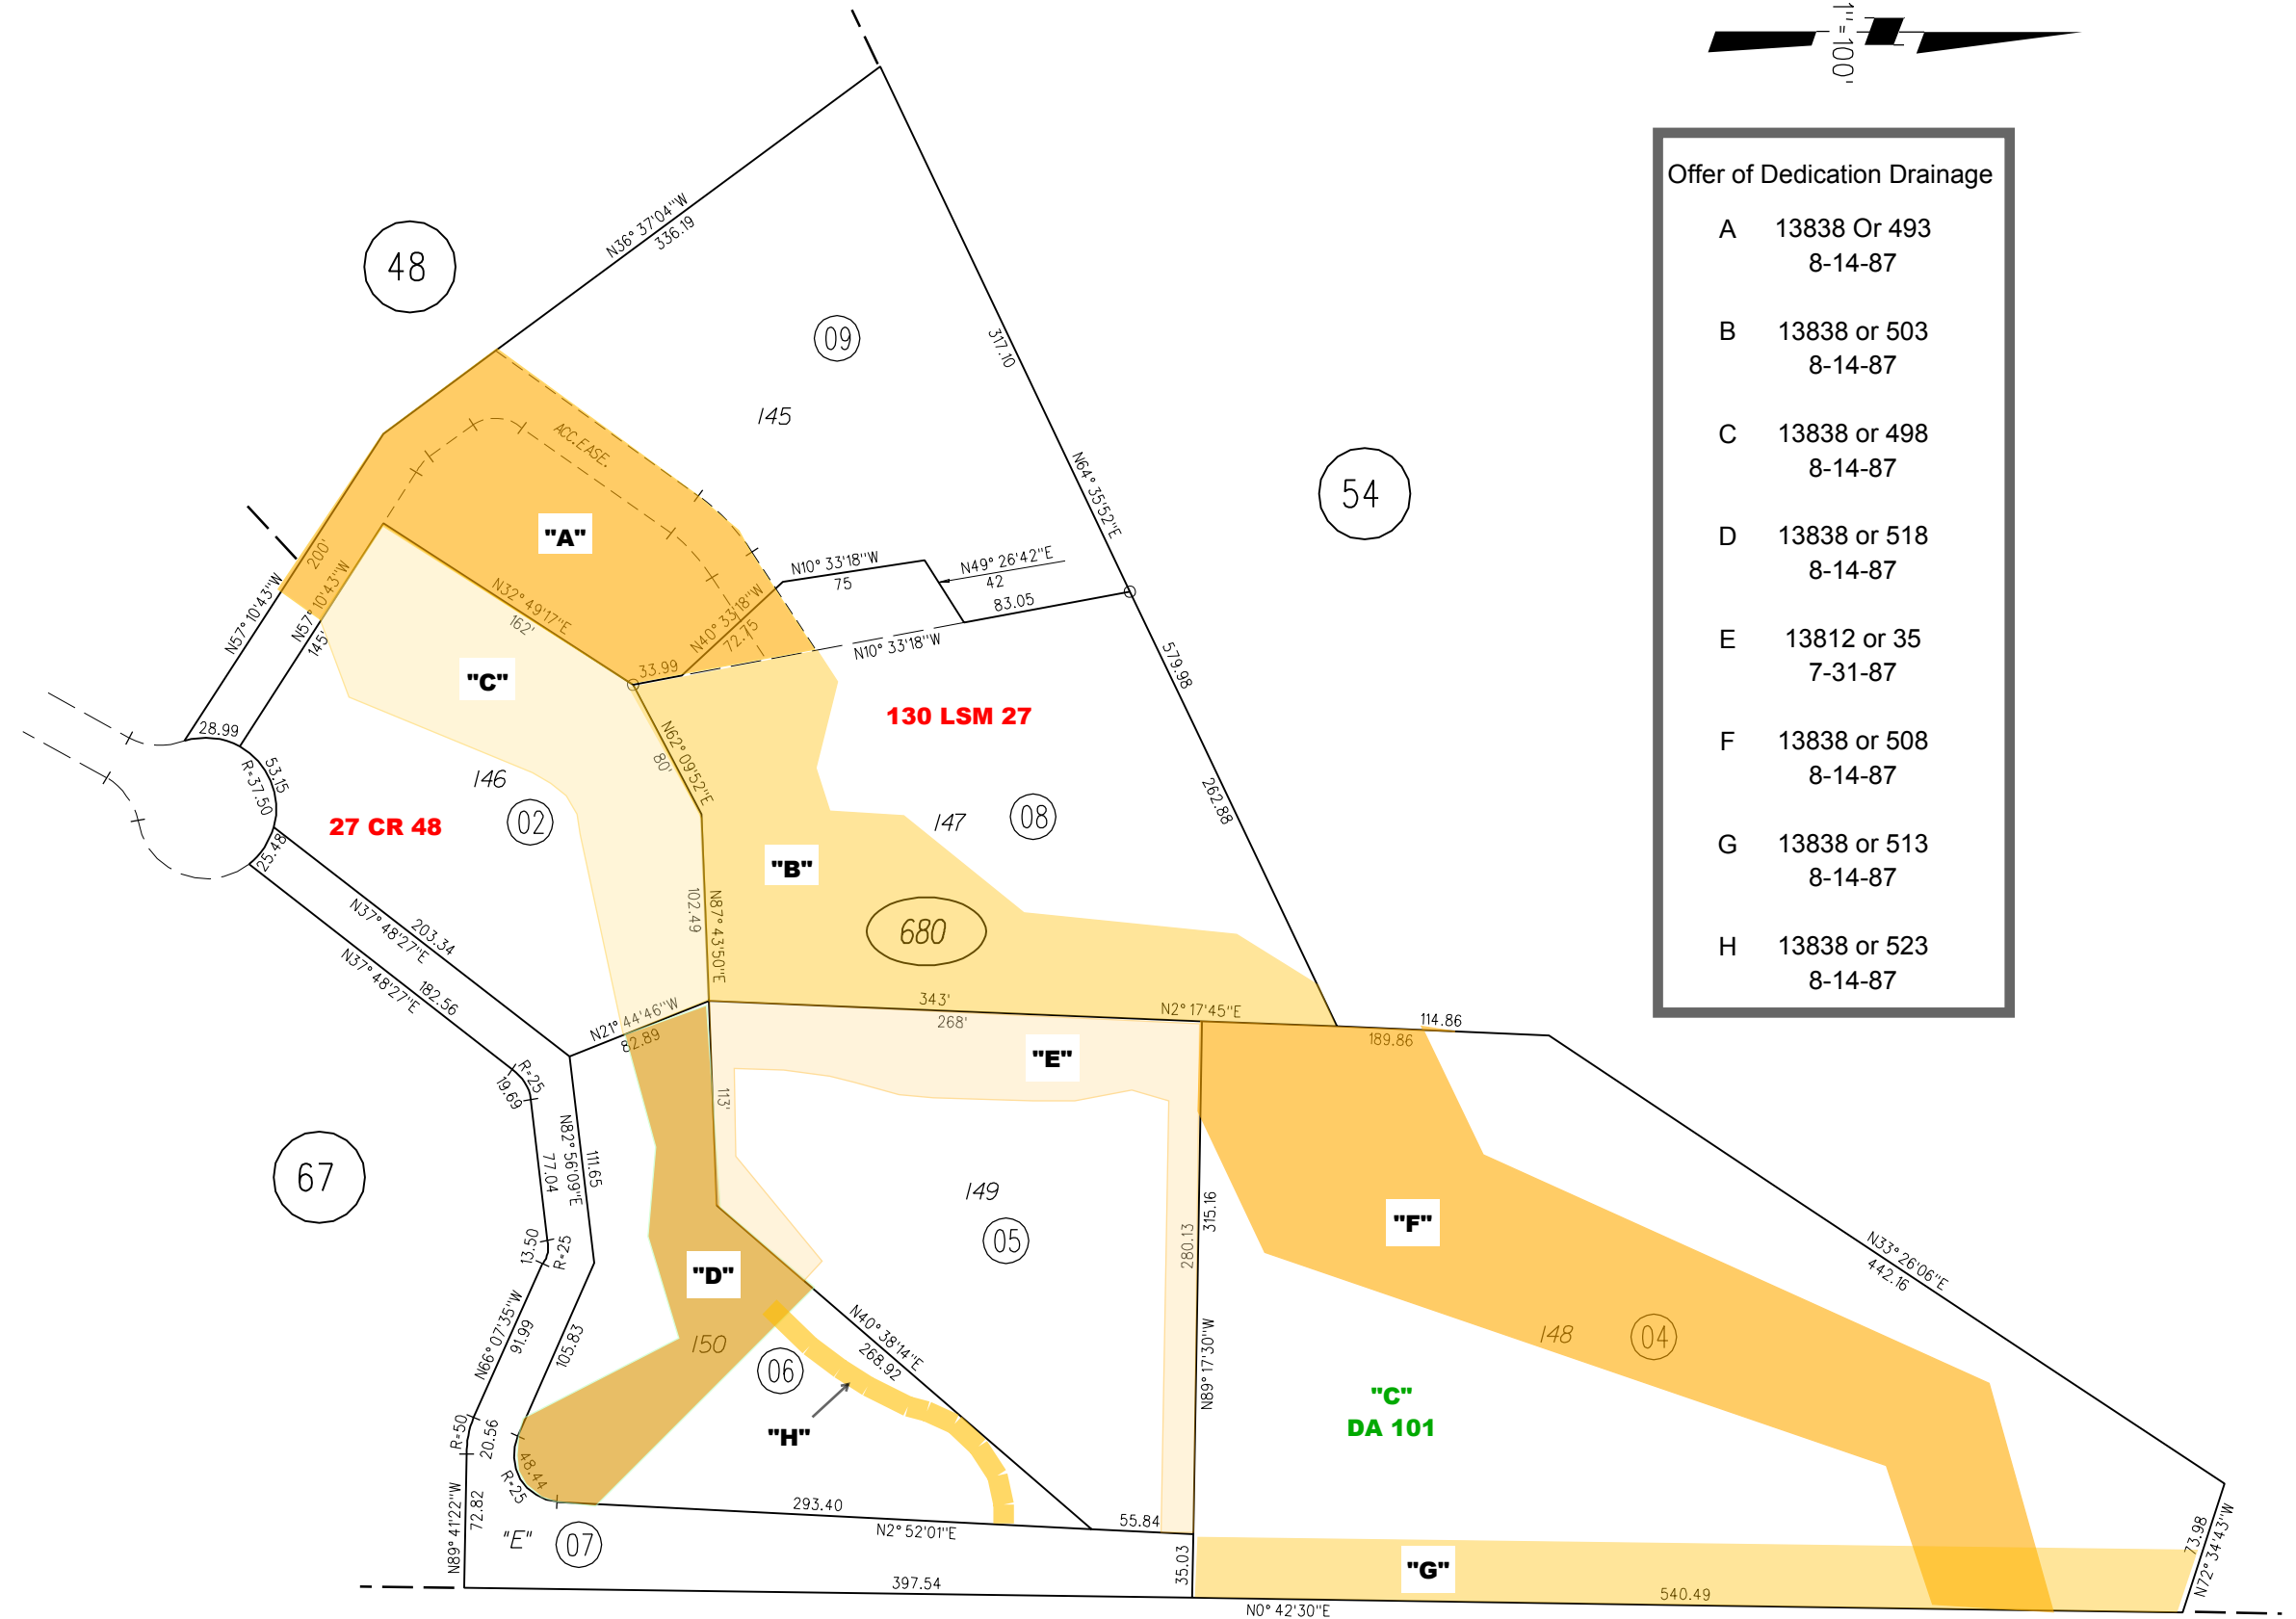 1"=100'
Offer of Dedication Drainage
A 13838 Or 493
8-14-87
B 13838 or 503
8-14-87
C 13838 or 498
8-14-87
D 13838 or 518
8-14-87
E 13812 or 35
7-31-87
F 13838 or 508
8-14-87
G 13838 or 513
8-14-87
H 13838 or 523
8-14-87
48
N36° 37'04"W
336.19
09
317.10
145
ACC.EASE.
N64° 35'52"E
54
"A"
200'
N57° 10'43"W
N57° 10'43"W
145'
N32° 49'17"E
162'
N10° 33'18"W
75
N49° 26'42"E
42
83.05
N40° 33'18"W
72.75
N10° 33'18"W
33.99
579.98
"C"
130 LSM 27
28.99
53.15
R=37.50
N62° 09'52"E
80'
146
02
27 CR 48
262.88
147
08
25.48
"B"
102.49
N87° 43'50"E
680
203.34
N37° 48'27"E
182.56
N37° 48'27"E
N21° 44'46"W
82.89
343'
268'
N2° 17'45"E
114.86
189.86
"E"
R=25
19.69
113'
N82° 56'09"E
77.04
111.65
67
149
05
315.16
280.13
"F"
13.50
R=25
"D"
N33° 26'06"E
442.16
N66° 07'35"W
91.99
105.83
150
06
N40° 38'14"E
268.92
N89° 17'30"W
148
04
"C"
DA 101
"H"
R=50
20.56
48.44
R=25
N89° 41'22"W
72.82
293.40
N2° 52'01"E
55.84
"E"
07
35.03
"G"
73.98
N72° 34'43"W
397.54
540.49
N0° 42'30"E